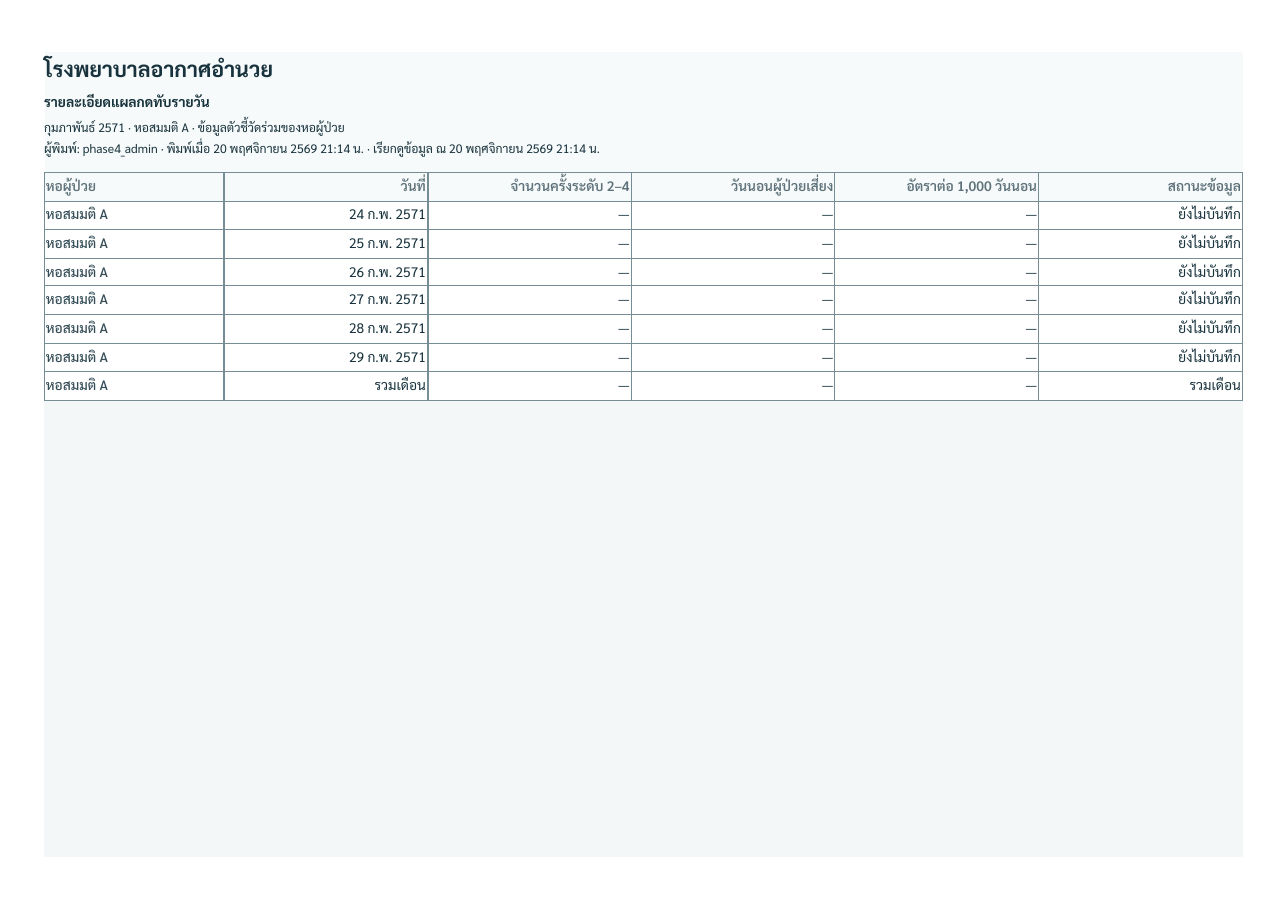 โรงพยาบาลอากาศอำนวย
รายละเอียดแผลกดทับรายวัน
กุมภาพันธ์ 2571 · หอสมมติ A · ข้อมูลตัวชี้วัดร่วมของหอผู้ป่วย
ผู้พิมพ์: phase4_admin · พิมพ์เมื่อ 20 พฤศจิกายน 2569 21:14 น. · เรียกดูข้อมูล ณ 20 พฤศจิกายน 2569 21:14 น.
หอผู้ป่วย วันที่ จำนวนครั้งระดับ 2–4 วันนอนผู้ป่วยเสี่ยง อัตราต่อ 1,000 วันนอน สถานะข้อมูล
หอสมมติ A 24 ก.พ. 2571 — — — ยังไม่บันทึก
หอสมมติ A 25 ก.พ. 2571 — — — ยังไม่บันทึก
หอสมมติ A 26 ก.พ. 2571 — — — ยังไม่บันทึก
หอสมมติ A 27 ก.พ. 2571 — — — ยังไม่บันทึก
หอสมมติ A 28 ก.พ. 2571 — — — ยังไม่บันทึก
หอสมมติ A 29 ก.พ. 2571 — — — ยังไม่บันทึก
หอสมมติ A รวมเดือน — — — รวมเดือน